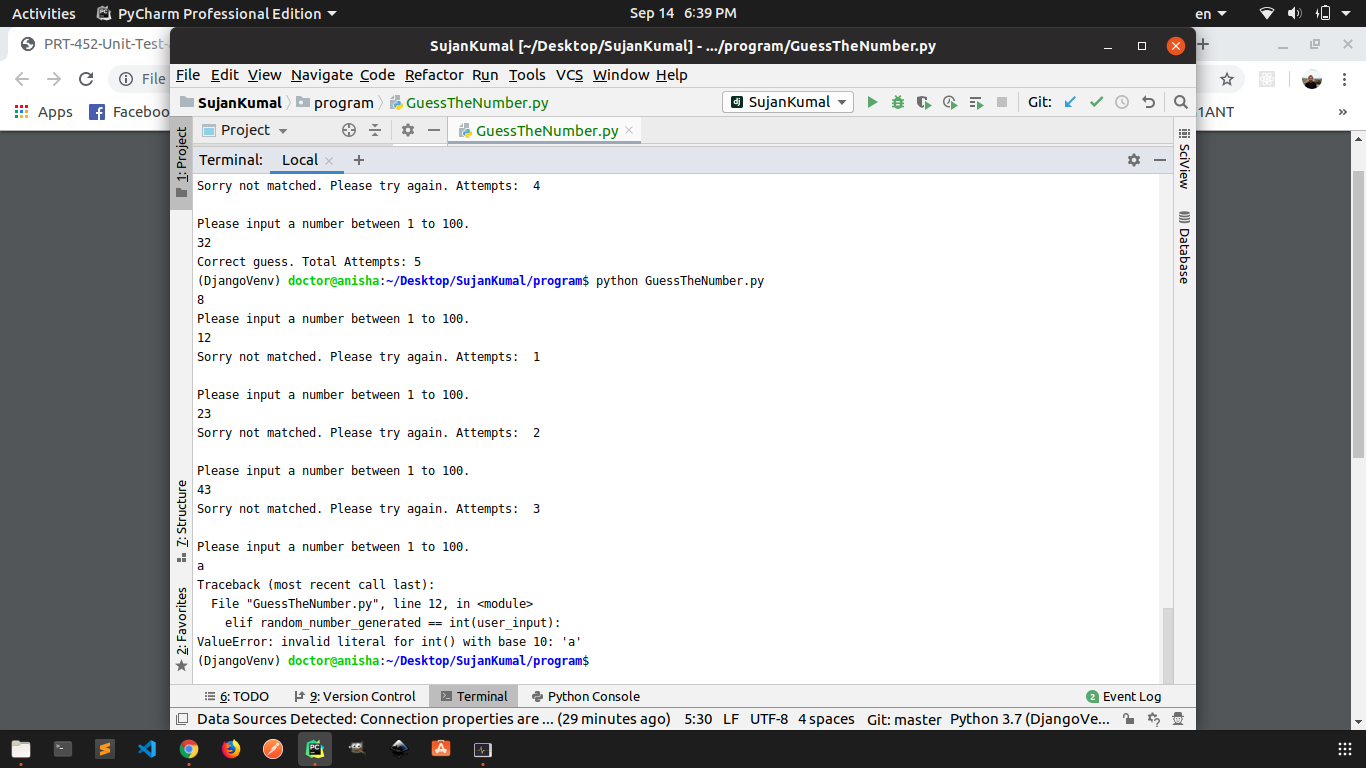 Activities PyCharm Professional Edition Sep 14 6:39 PM en
PRT-452-Unit-Test-
SujanKumal [~/Desktop/SujanKumal] - .../program/GuessTheNumber.py
File
File Edit View Navigate Code Refactor Run Tools VCS Window Help
SujanKumal program GuessTheNumber.py dj SujanKumal Git:
Apps Faceboo
1ANT »
Project GuessTheNumber.py
1: Project
Terminal: Local +
SciView
Database
Sorry not matched. Please try again. Attempts:  4
Please input a number between 1 to 100.
32
Correct guess. Total Attempts: 5
(DjangoVenv) doctor@anisha:~/Desktop/SujanKumal/program$ python GuessTheNumber.py
8
Please input a number between 1 to 100.
12
Sorry not matched. Please try again. Attempts:  1
Please input a number between 1 to 100.
23
Sorry not matched. Please try again. Attempts:  2
Please input a number between 1 to 100.
43
Sorry not matched. Please try again. Attempts:  3
Please input a number between 1 to 100.
a
Traceback (most recent call last):
  File "GuessTheNumber.py", line 12, in <module>
    elif random_number_generated == int(user_input):
ValueError: invalid literal for int() with base 10: 'a'
(DjangoVenv) doctor@anisha:~/Desktop/SujanKumal/program$
7: Structure
2: Favorites
6: TODO 9: Version Control Terminal Python Console 2 Event Log
Data Sources Detected: Connection properties are ... (29 minutes ago) 5:30 LF UTF-8 4 spaces Git: master Python 3.7 (DjangoVe...
PC